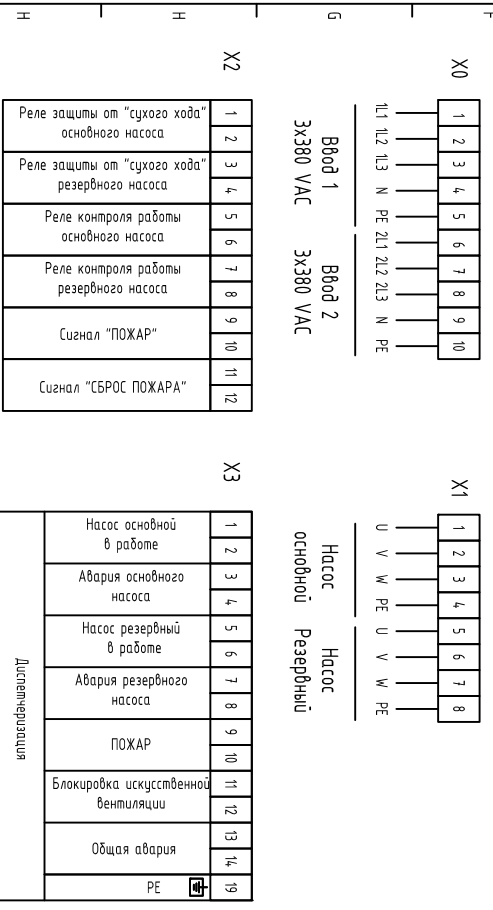 H
H
G
F
X0
1
2
3
4
5
6
7
8
9
10
1L1
1L2
1L3
N
PE
2L1
2L2
2L3
N
PE
Ввод 1
3x380 VAC
Ввод 2
3x380 VAC
X1
1
2
3
4
5
6
7
8
U
V
W
PE
U
V
W
PE
Насос
основной
Насос
Резервный
X2
Реле защиты от "сухого хода"
основного насоса
1
2
Реле защиты от "сухого хода"
резервного насоса
3
4
Реле контроля работы
основного насоса
5
6
Реле контроля работы
резервного насоса
7
8
Сигнал "ПОЖАР"
9
10
Сигнал "СБРОС ПОЖАРА"
11
12
X3
Насос основной
в работе
1
2
Авария основного
насоса
3
4
Насос резервный
в работе
5
6
Авария резервного
насоса
7
8
ПОЖАР
9
10
Блокировка искусственной
вентиляции
11
12
Общая авария
13
14
PE
19
Диспетчеризация